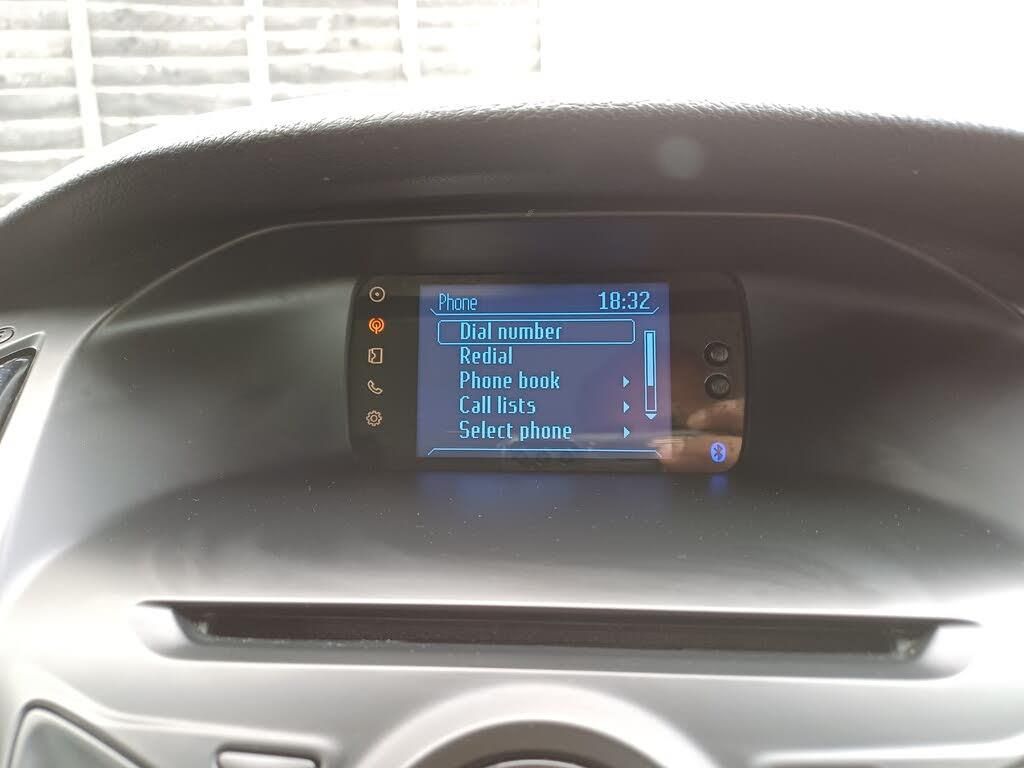 Phone 18:32
Dial number
Redial
Phone book
Call lists
Select phone